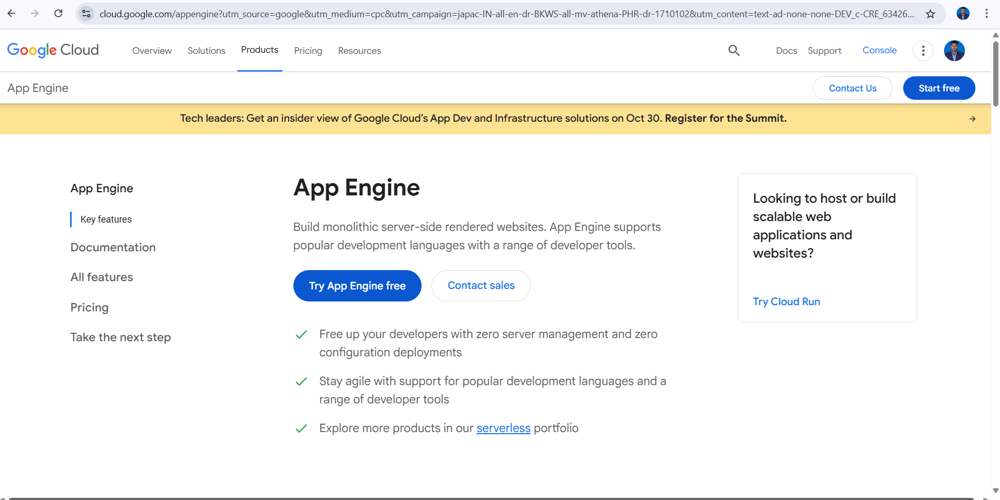 cloud.google.com/appengine?utm_source=google&utm_medium=cpc&utm_campaign=japac-IN-all-en-dr-BKWS-all-mv-athena-PHR-dr-1710102&utm_content=text-ad-none-none-DEV_c-CRE_63426...
Google Cloud Overview Solutions Products Pricing Resources Docs Support Console
App Engine Contact Us Start free
Tech leaders: Get an insider view of Google Cloud’s App Dev and Infrastructure solutions on Oct 30. Register for the Summit. →
App Engine
Key features
Documentation
All features
Pricing
Take the next step
App Engine
Build monolithic server-side rendered websites. App Engine supports
popular development languages with a range of developer tools.
Try App Engine free Contact sales
Free up your developers with zero server management and zero
configuration deployments
Stay agile with support for popular development languages and a
range of developer tools
Explore more products in our serverless portfolio
Looking to host or build
scalable web
applications and
websites?
Try Cloud Run